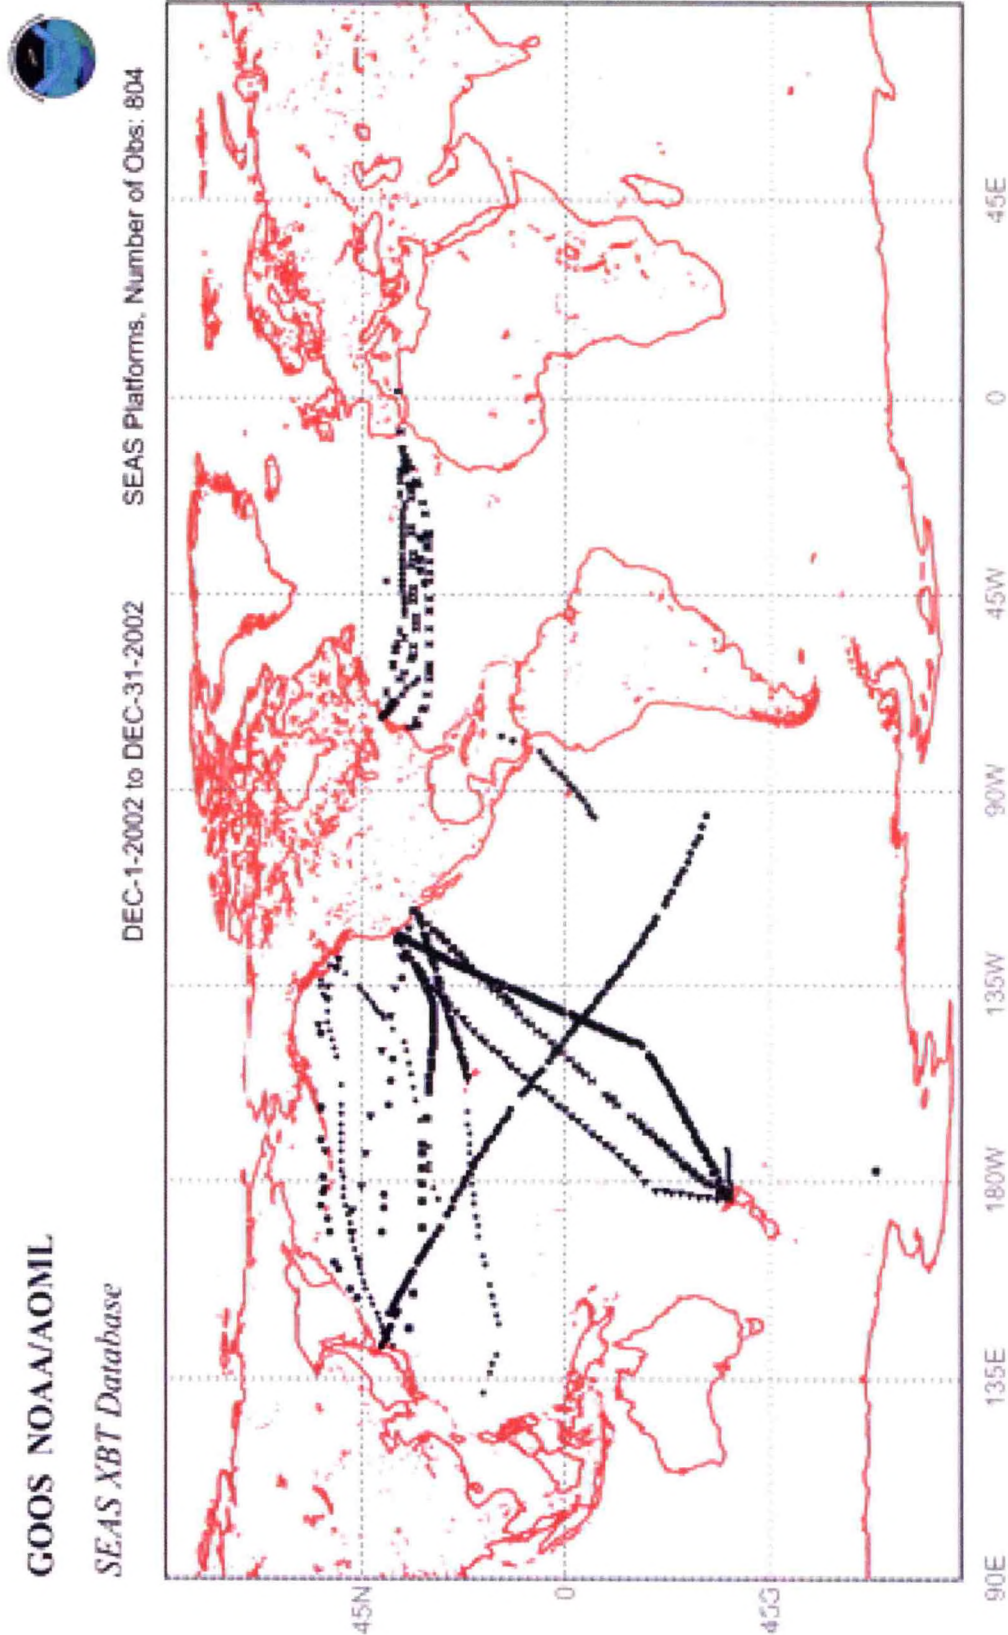 GOOS NOAA/AOML
SEAS XBT Database
DEC-1-2002 to DEC-31-2002 SEAS Platforms, Number of Obs: 804
45N
0
45S
90E 135E 180W 135W 90W 45W 0 45E